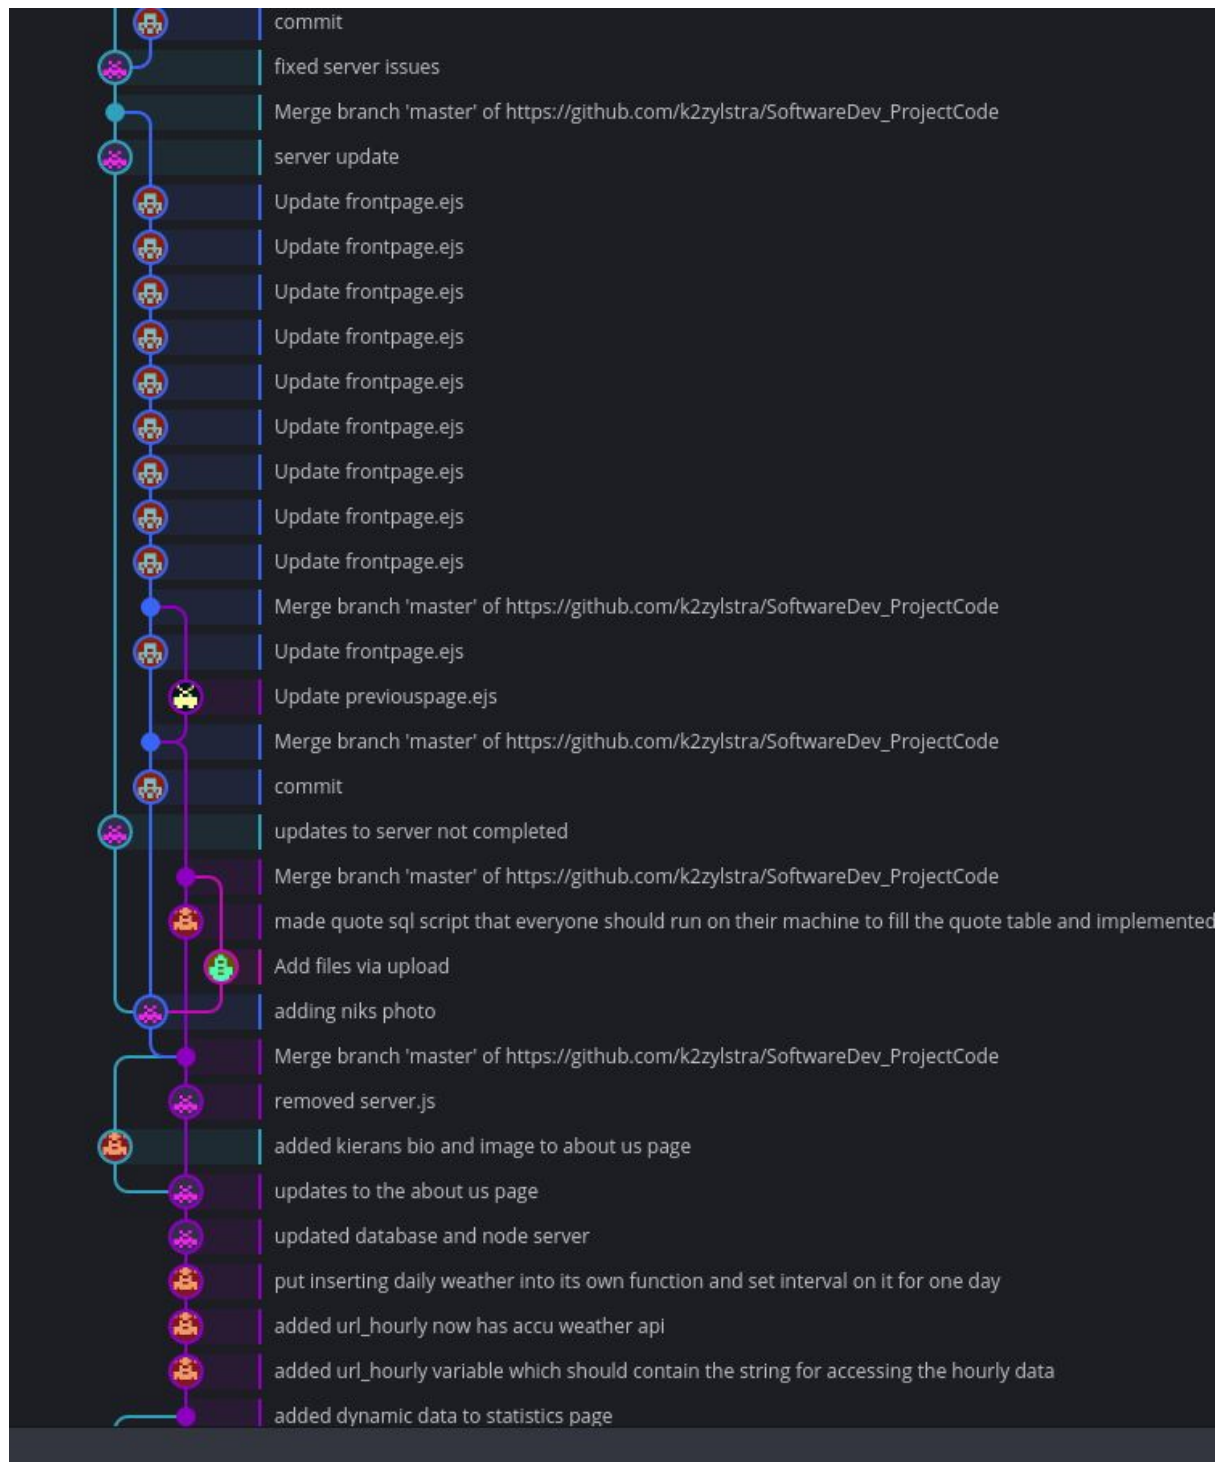 commit
fixed server issues
Merge branch 'master' of https://github.com/k2zylstra/SoftwareDev_ProjectCode
server update
Update frontpage.ejs
Update frontpage.ejs
Update frontpage.ejs
Update frontpage.ejs
Update frontpage.ejs
Update frontpage.ejs
Update frontpage.ejs
Update frontpage.ejs
Update frontpage.ejs
Merge branch 'master' of https://github.com/k2zylstra/SoftwareDev_ProjectCode
Update frontpage.ejs
Update previouspage.ejs
Merge branch 'master' of https://github.com/k2zylstra/SoftwareDev_ProjectCode
commit
updates to server not completed
Merge branch 'master' of https://github.com/k2zylstra/SoftwareDev_ProjectCode
made quote sql script that everyone should run on their machine to fill the quote table and implemented
Add files via upload
adding niks photo
Merge branch 'master' of https://github.com/k2zylstra/SoftwareDev_ProjectCode
removed server.js
added kierans bio and image to about us page
updates to the about us page
updated database and node server
put inserting daily weather into its own function and set interval on it for one day
added url_hourly now has accu weather api
added url_hourly variable which should contain the string for accessing the hourly data
added dynamic data to statistics page